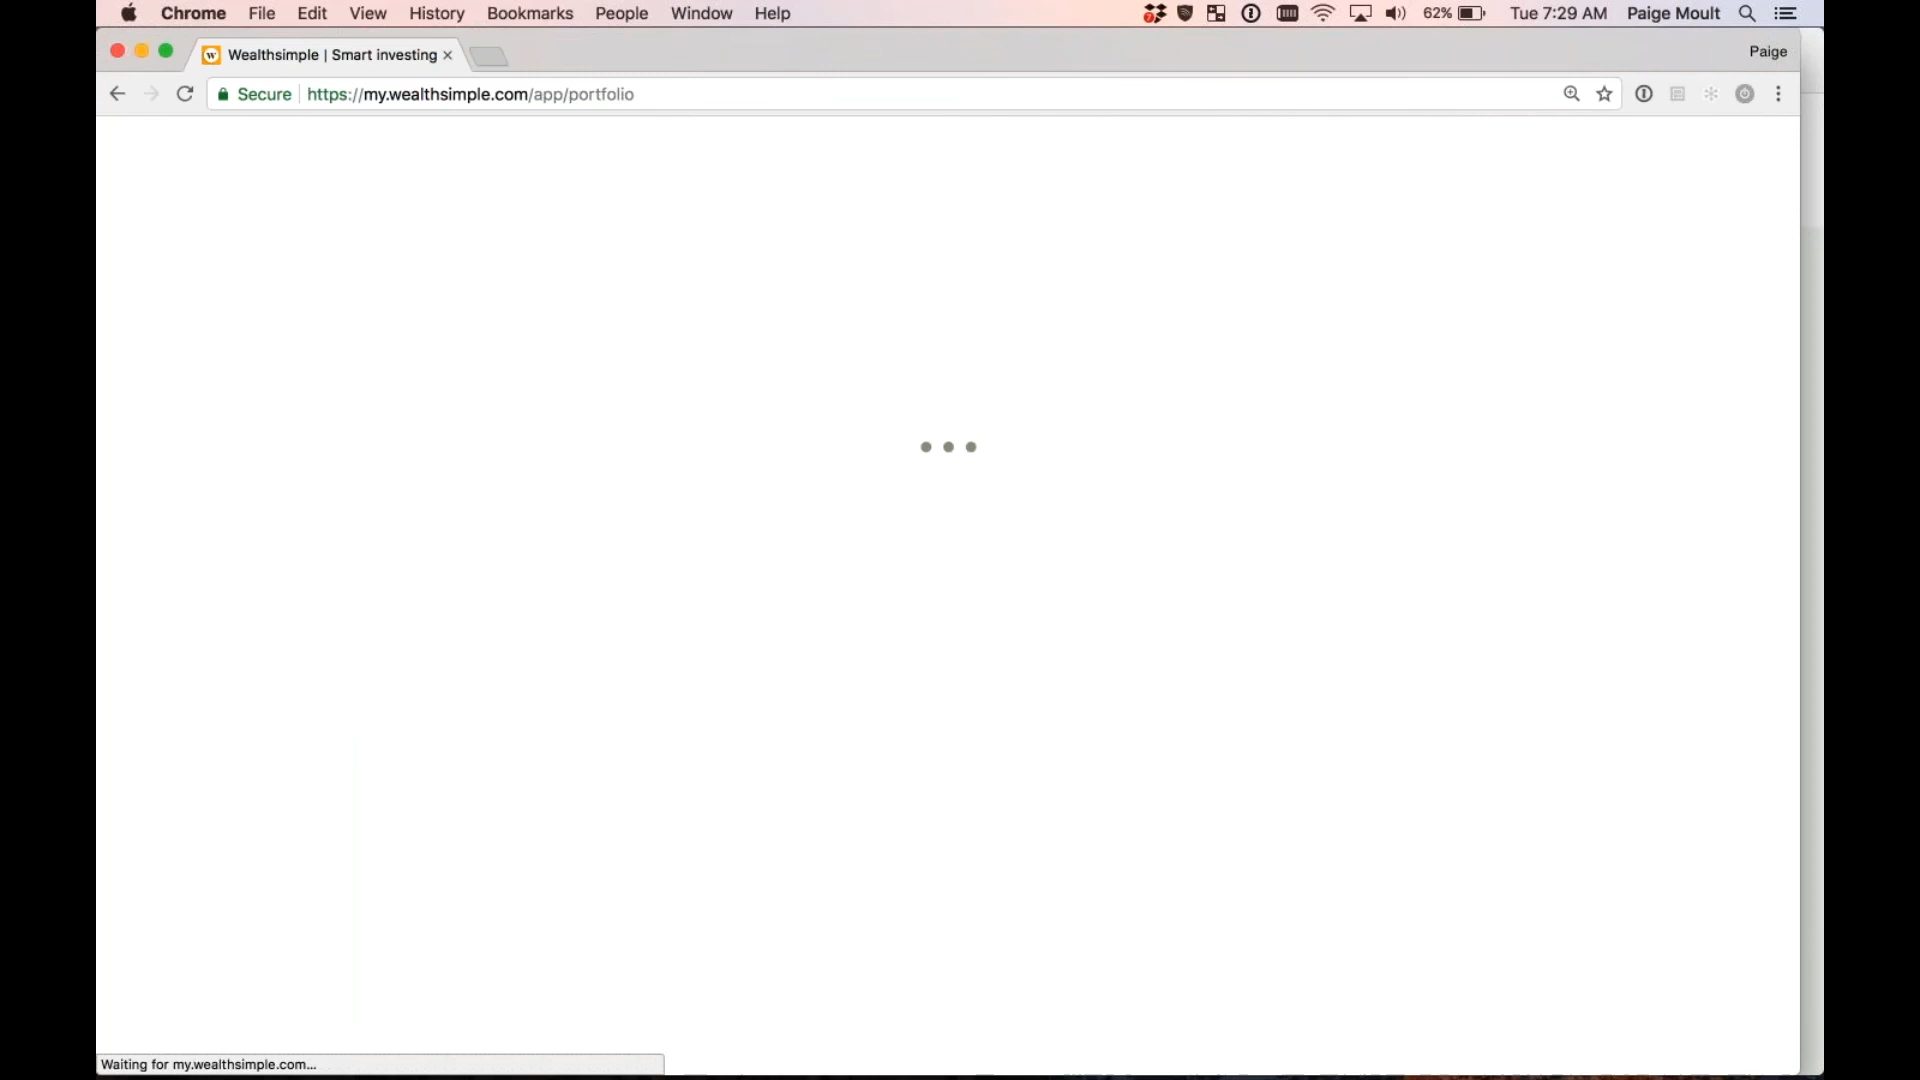 Chrome File Edit View History Bookmarks People Window Help 62% Tue 7:29 AM Paige Moult
Wealthsimple | Smart investing Paige
Secure https://my.wealthsimple.com/app/portfolio
Waiting for my.wealthsimple.com...